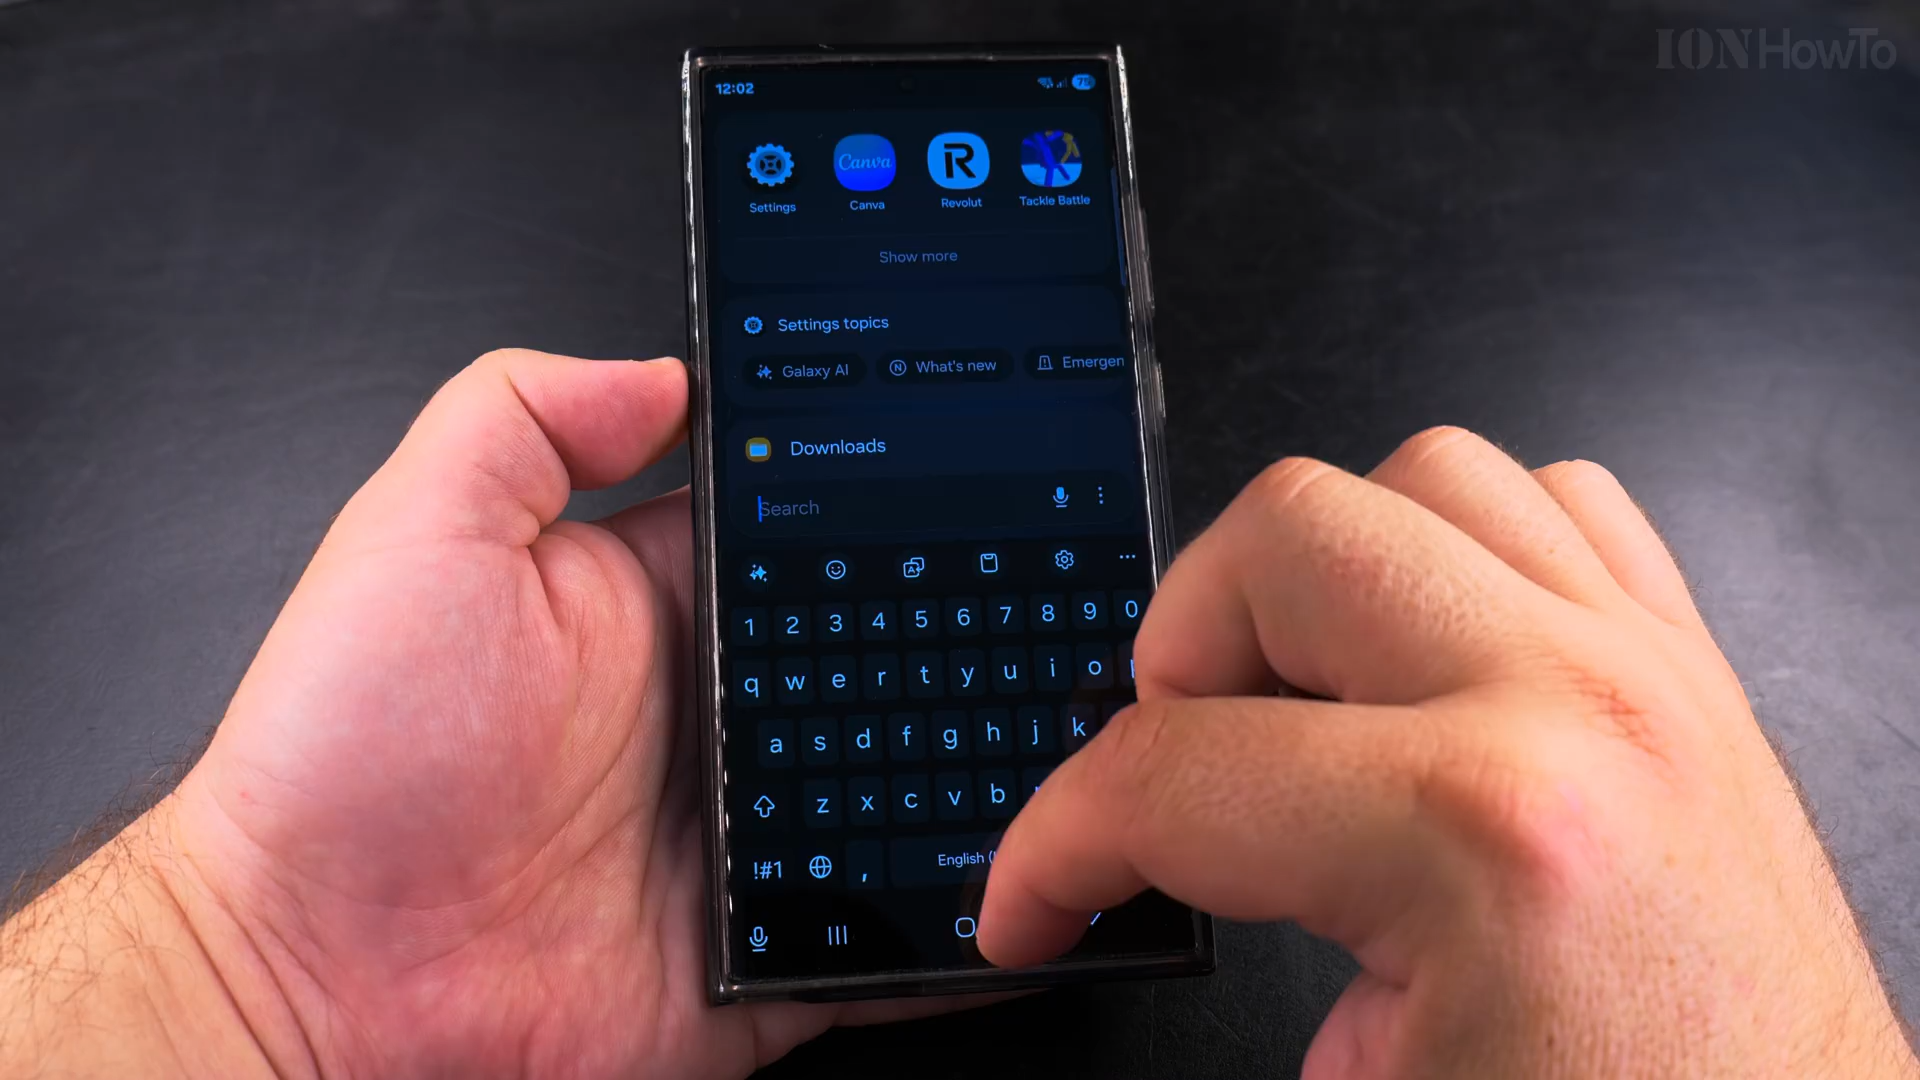 IONHowTo
12:02
Canva
R
Settings
Canva
Revolut
Tackle Battle
Show more
Settings topics
Galaxy AI
What's new
Emergen
Downloads
Search
1 2 3 4 5 6 7 8 9 0
q w e r t y u i o
a s d f g h j k
z x c v b
!#1 , English (